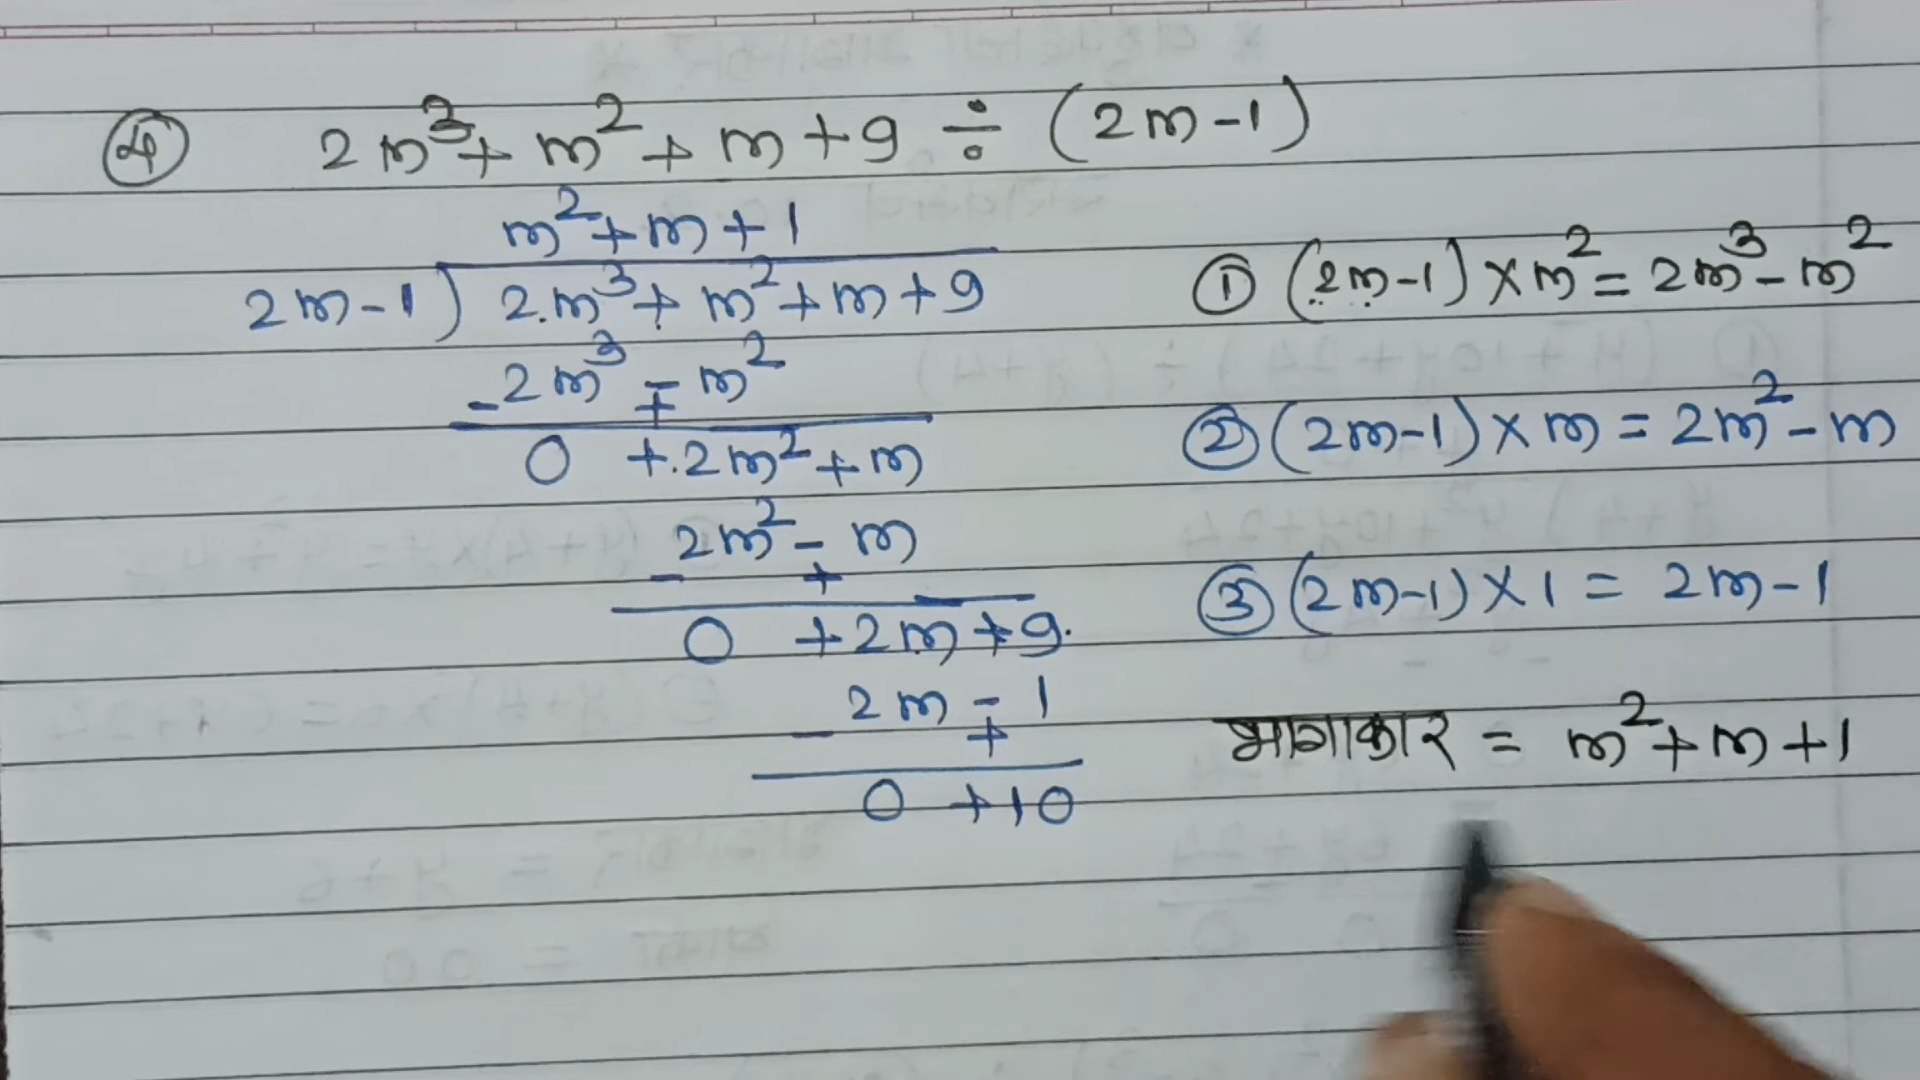 ④ 2m³ + m² + m + 9 ÷ (2m-1)
m² + m + 1
2m-1 ) 2m³ + m² + m + 9
2m³ - m²
- +
0 + 2m² + m
2m² - m
- +
0 + 2m + 9
2m - 1
- +
0 + 10
① (2m-1) × m² = 2m³ - m²
② (2m-1) × m = 2m² - m
③ (2m-1) × 1 = 2m - 1
भागाकार = m² + m + 1